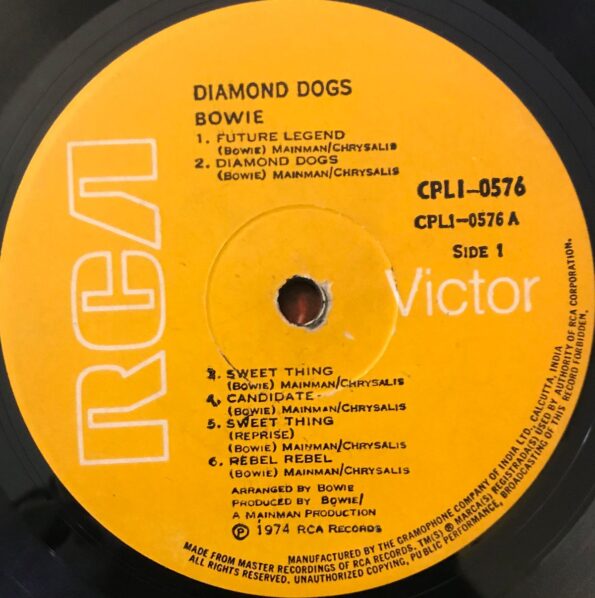 DIAMOND DOGS
BOWIE
1. FUTURE LEGEND
(BOWIE) MAINMAN/CHRYSALIS
2. DIAMOND DOGS
(BOWIE) MAINMAN/CHRYSALIS
CPL1-0576
CPL1-0576 A
SIDE 1
RCA
Victor
3. SWEET THING
(BOWIE) MAINMAN/CHRYSALIS
4. CANDIDATE
(BOWIE) MAINMAN/CHRYSALIS
5. SWEET THING
(REPRISE)
(BOWIE) MAINMAN/CHRYSALIS
6. REBEL REBEL
(BOWIE) MAINMAN/CHRYSALIS
ARRANGED BY BOWIE
PRODUCED BY BOWIE/
A MAINMAN PRODUCTION
Ⓟ 1974 RCA RECORDS
MANUFACTURED BY THE GRAMOPHONE COMPANY OF INDIA LTD. CALCUTTA, INDIA
MADE FROM MASTER RECORDINGS OF RCA RECORDS. TM(S) ® MARCA(S) REGISTRADA(S) USED BY AUTHORITY OF RCA CORPORATION.
ALL RIGHTS RESERVED. UNAUTHORIZED COPYING, PUBLIC PERFORMANCE, BROADCASTING OF THIS RECORD FORBIDDEN.